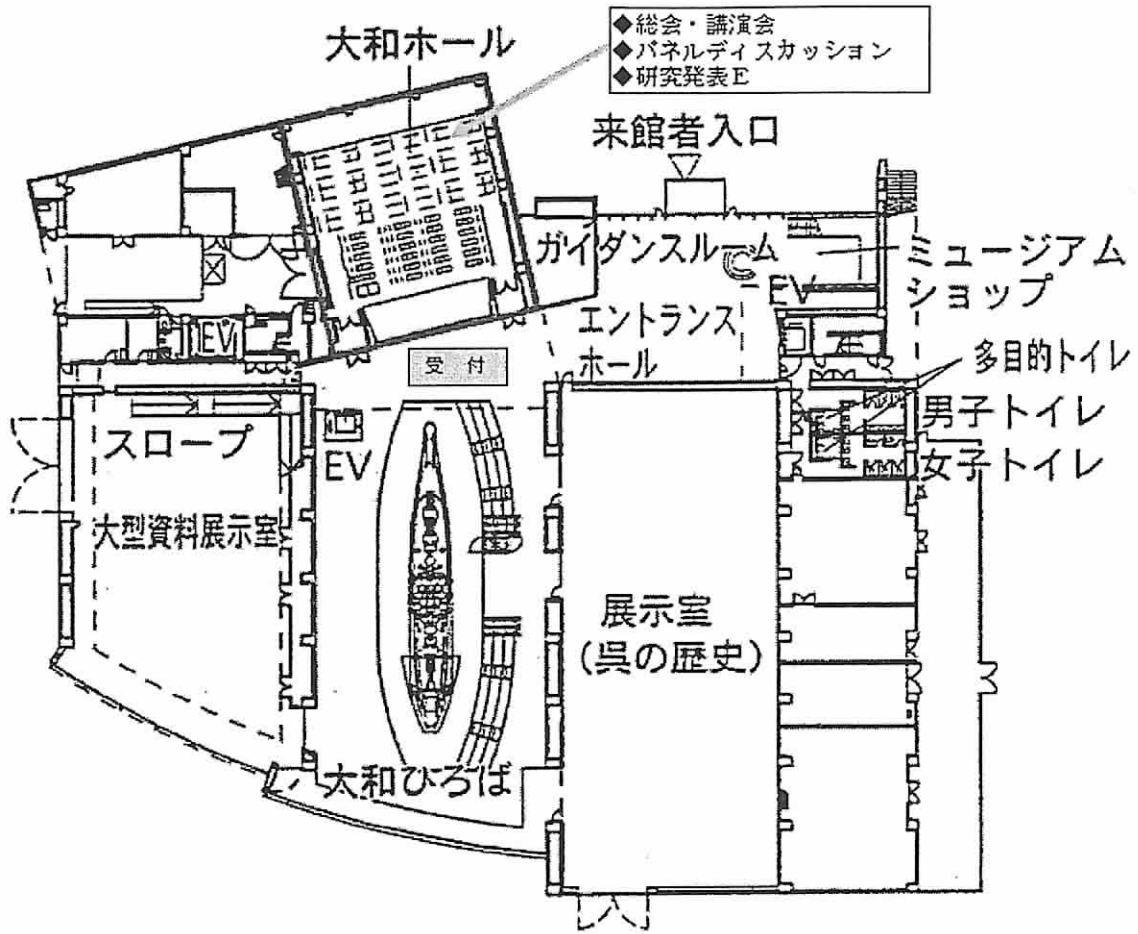 ◆総会・講演会
◆パネルディスカッション
◆研究発表E
大和ホール
来館者入口
ガイダンスルーム
ミュージアム
ショップ
EV
エントランス
ホール
EV
受付
多目的トイレ
男子トイレ
女子トイレ
スロープ
EV
大型資料展示室
展示室
(呉の歴史)
大和ひろば